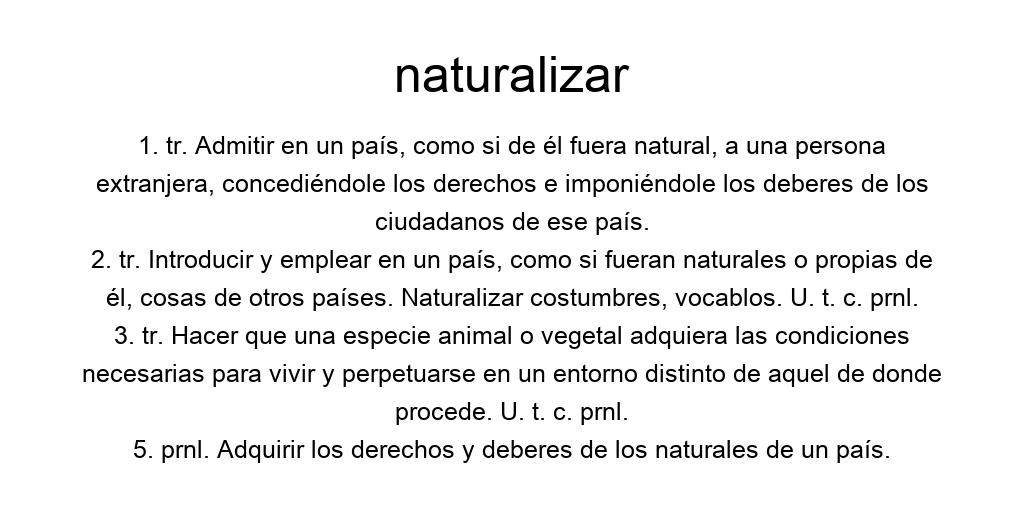 naturalizar
1. tr. Admitir en un país, como si de él fuera natural, a una persona
extranjera, concediéndole los derechos e imponiéndole los deberes de los
ciudadanos de ese país.
2. tr. Introducir y emplear en un país, como si fueran naturales o propias de
él, cosas de otros países. Naturalizar costumbres, vocablos. U. t. c. prnl.
3. tr. Hacer que una especie animal o vegetal adquiera las condiciones
necesarias para vivir y perpetuarse en un entorno distinto de aquel de donde
procede. U. t. c. prnl.
5. prnl. Adquirir los derechos y deberes de los naturales de un país.